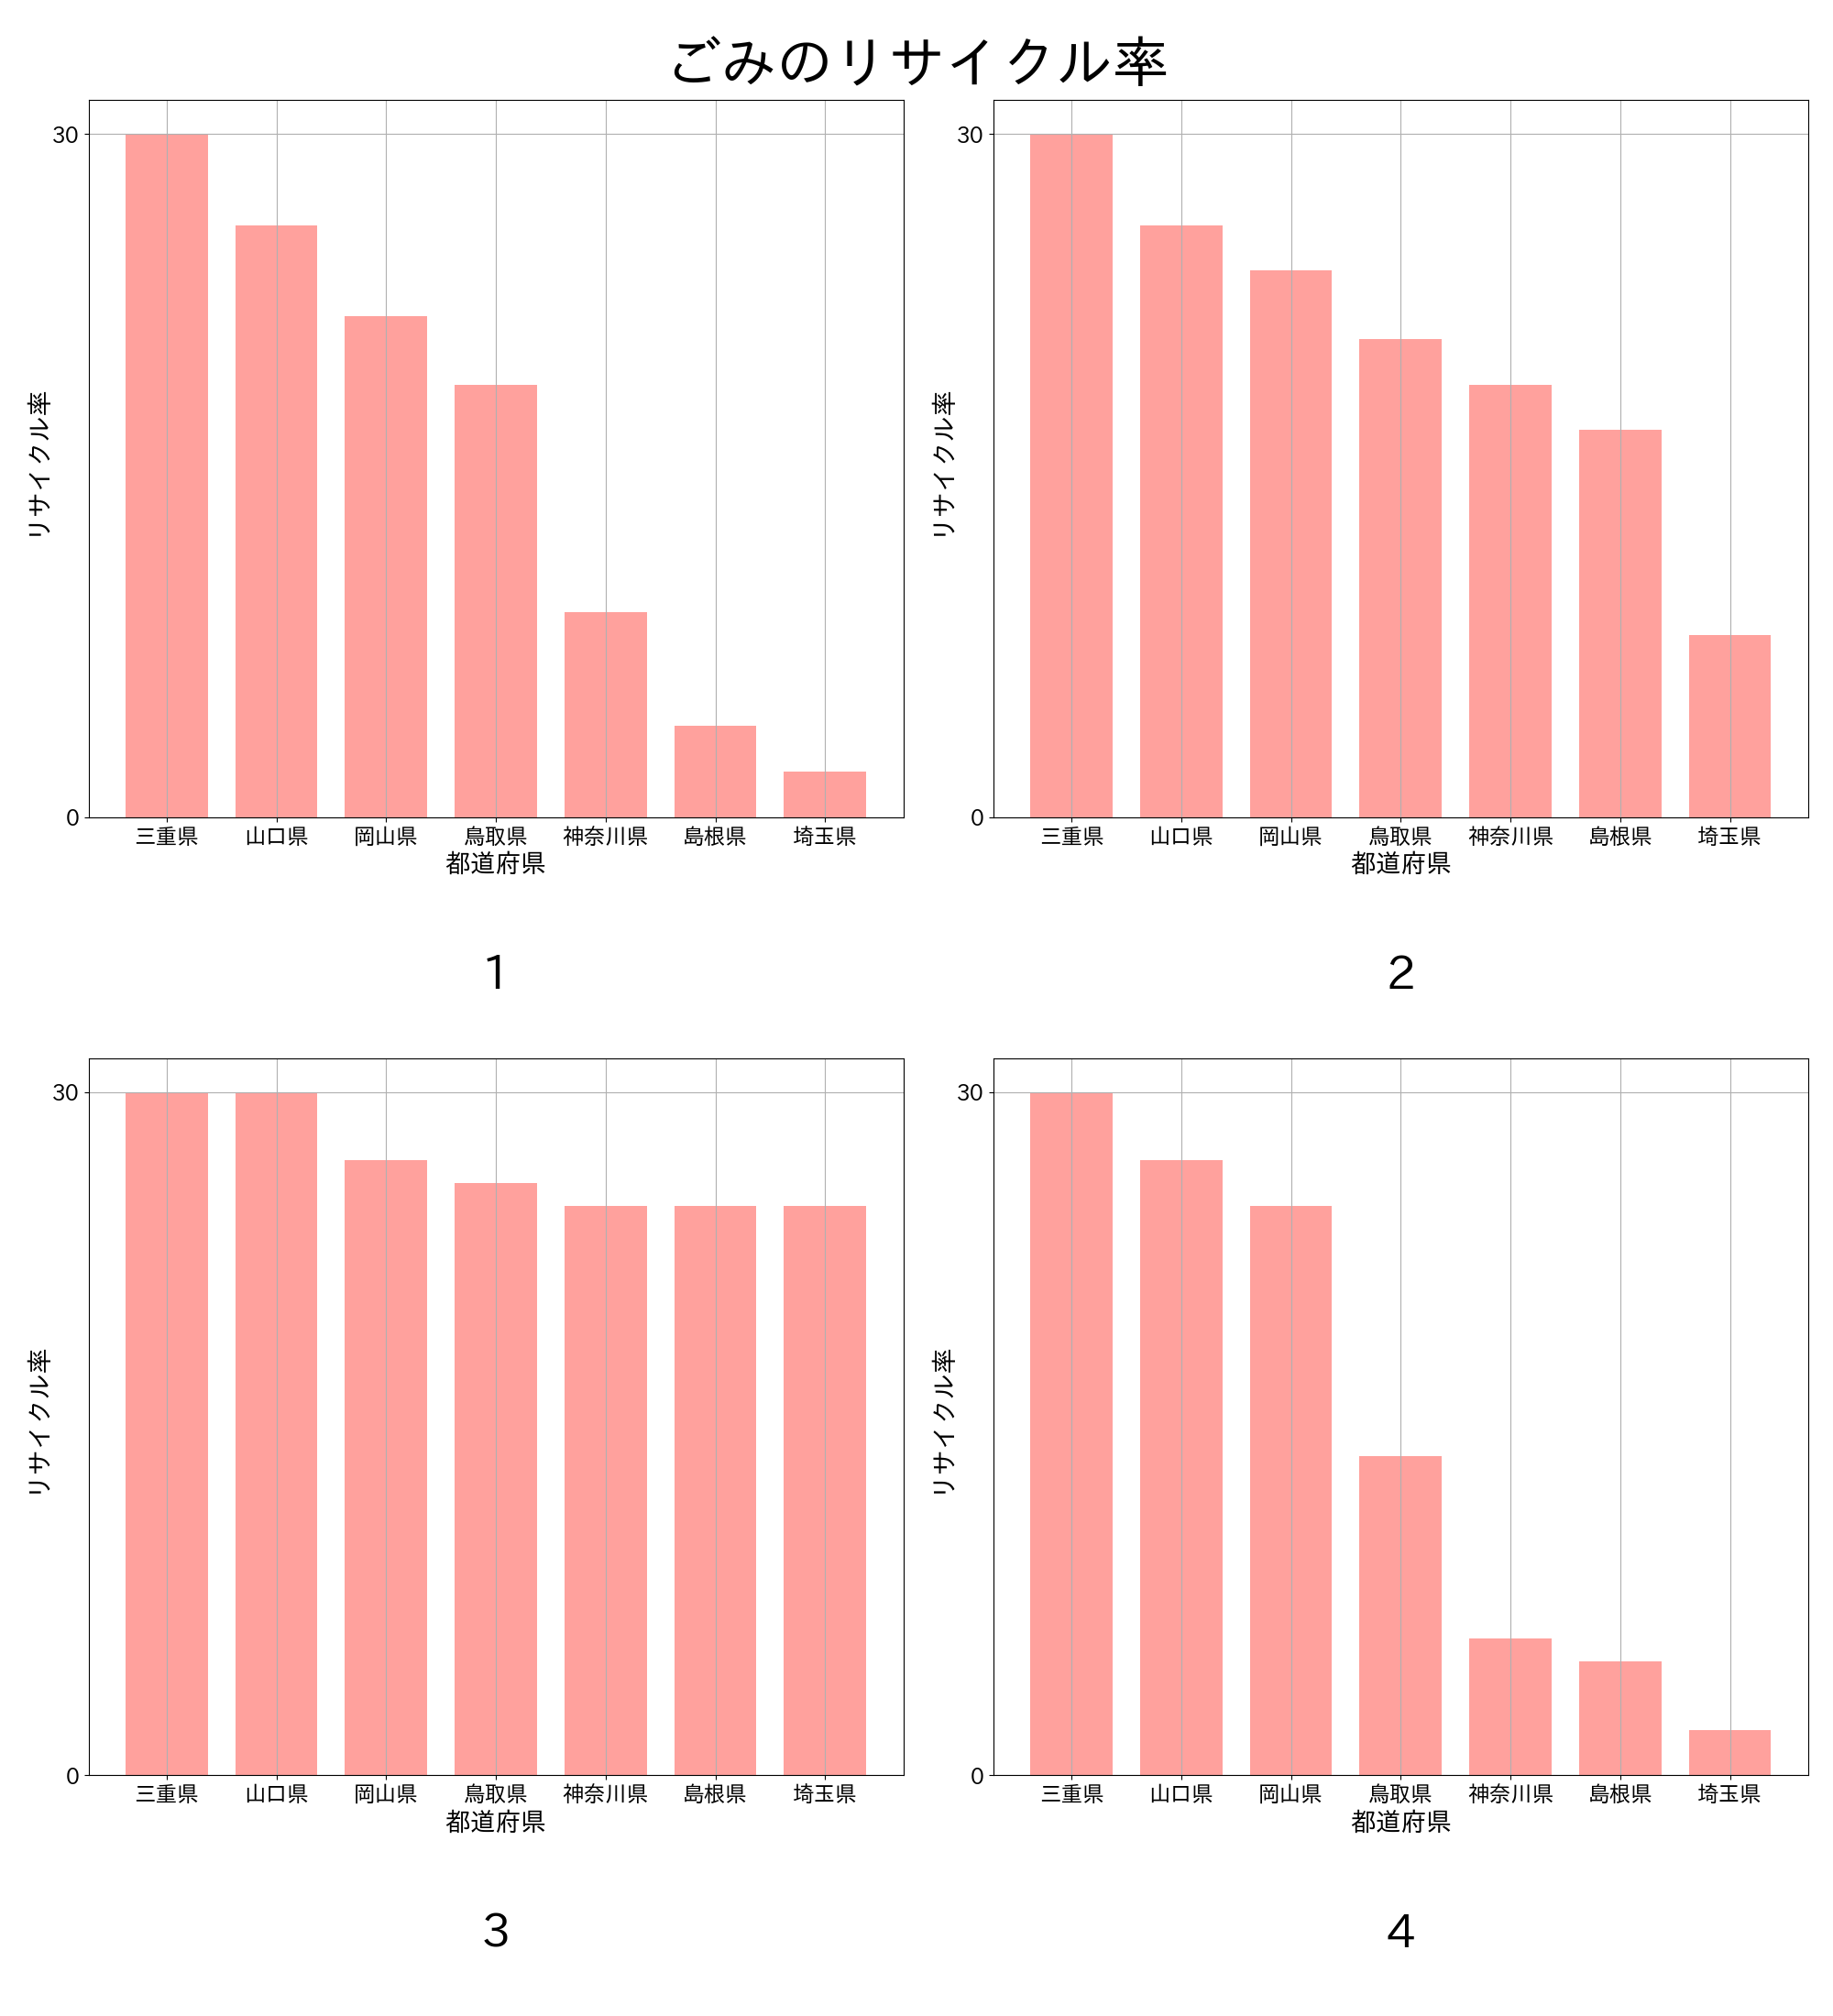 ごみのリサイクル率
30
0
リサイクル率
三重県 山口県 岡山県 鳥取県 神奈川県 島根県 埼玉県
都道府県
1
30
0
リサイクル率
三重県 山口県 岡山県 鳥取県 神奈川県 島根県 埼玉県
都道府県
2
30
0
リサイクル率
三重県 山口県 岡山県 鳥取県 神奈川県 島根県 埼玉県
都道府県
3
30
0
リサイクル率
三重県 山口県 岡山県 鳥取県 神奈川県 島根県 埼玉県
都道府県
4